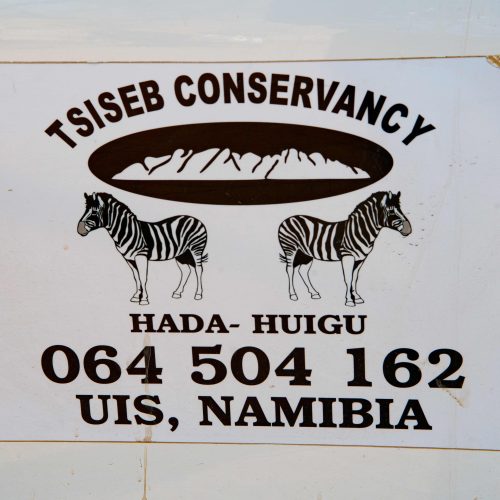 TSISEB CONSERVANCY
HADA- HUIGU
064 504 162
UIS, NAMIBIA